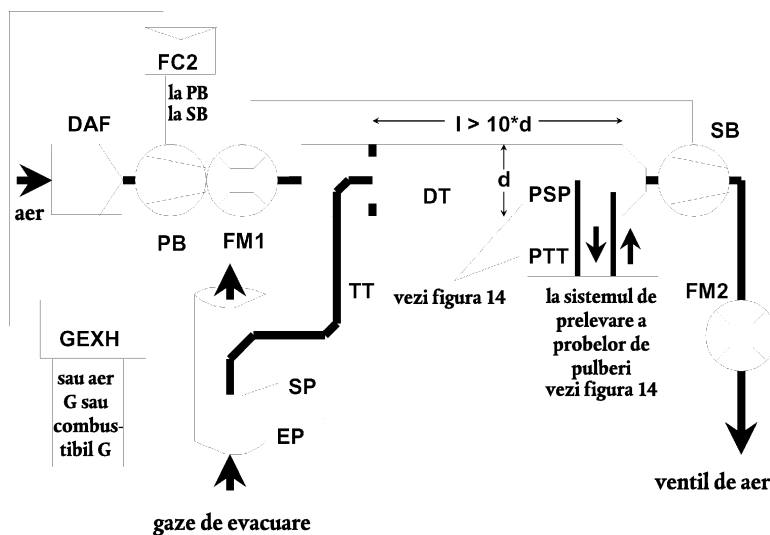 FC2
la PB
la SB
DAF
l > 10*d
SB
d
aer
DT
PSP
PB
FM1
PTT
TT
vezi figura 14
FM2
la sistemul de
prelevare a
probelor de
pulberi
vezi figura 14
GEXH
sau aer
G sau
combus-
tibil G
SP
EP
ventil de aer
gaze de evacuare